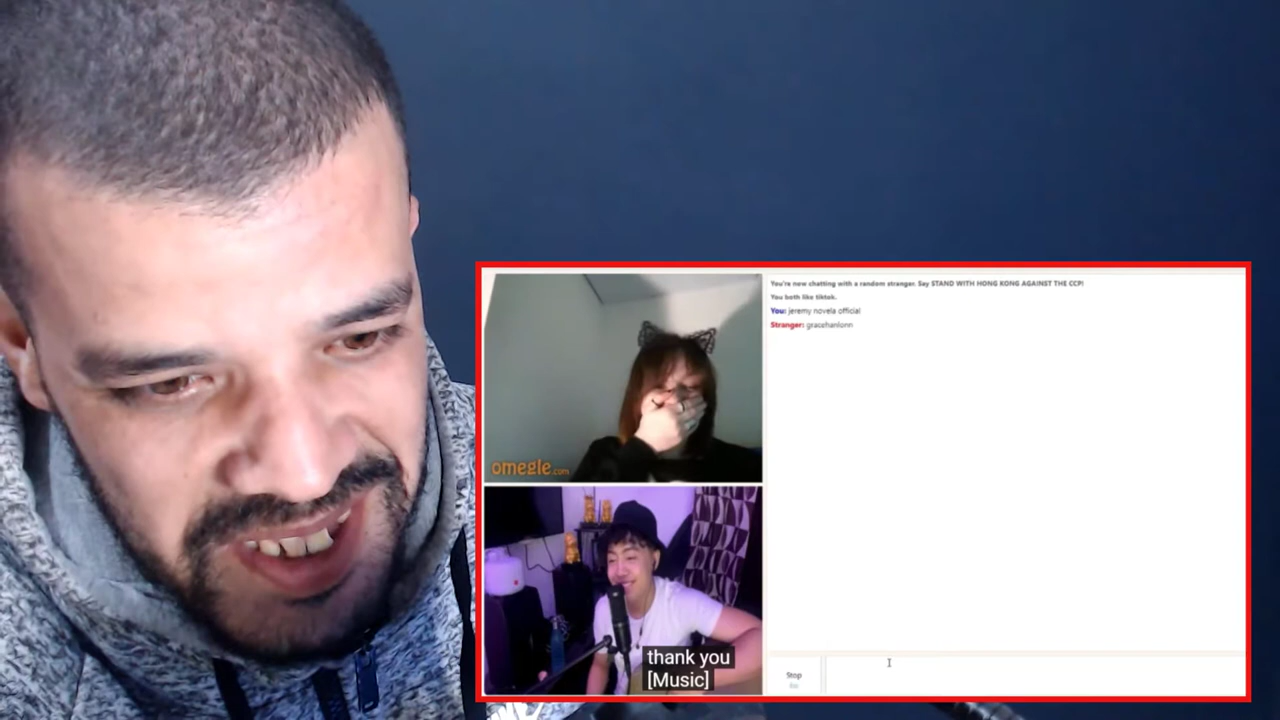 You're now chatting with a random stranger. Say STAND WITH HONG KONG AGAINST THE CCP!
You both like tiktok.
You: jeremy novela official
Stranger: gracehanlonn
omegle.com
thank you
[Music]
Stop
Esc